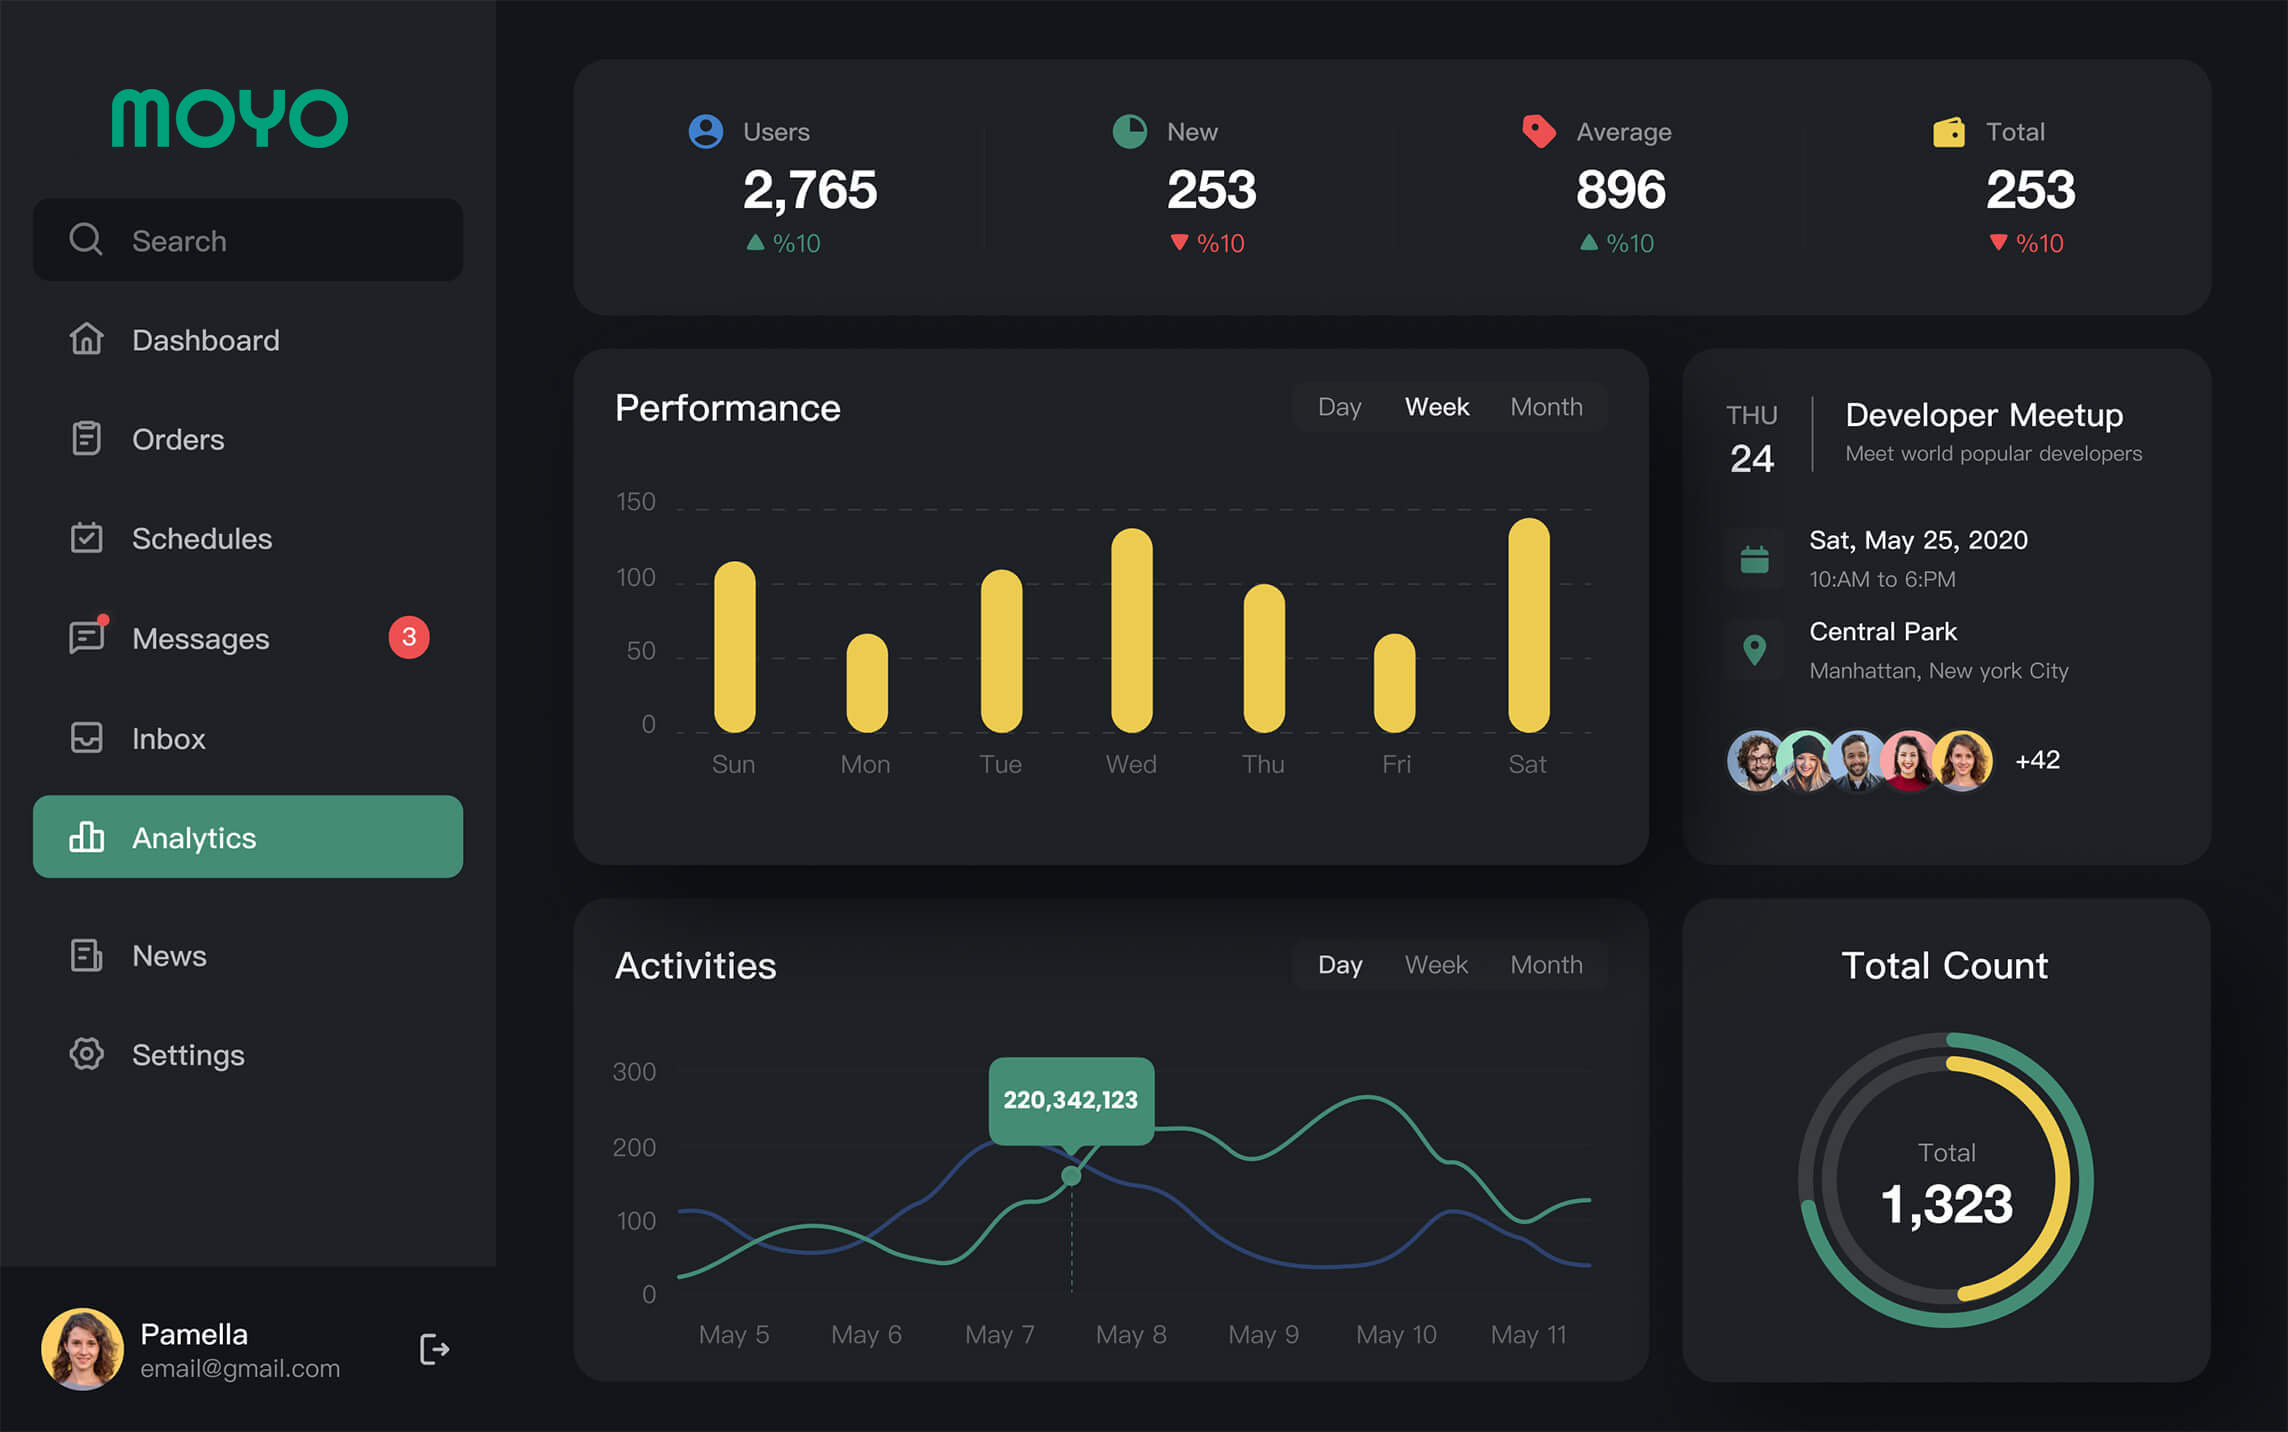 MOYO
Search
Dashboard
Orders
Schedules
Messages 3
Inbox
Analytics
News
Settings
Pamella
email@gmail.com
Users
2,765
%10
New
253
%10
Average
896
%10
Total
253
%10
Performance
Day Week Month
150
100
50
0
Sun Mon Tue Wed Thu Fri Sat
THU
24
Developer Meetup
Meet world popular developers
Sat, May 25, 2020
10:AM to 6:PM
Central Park
Manhattan, New york City
+42
Activities
Day Week Month
300
200
100
0
220,342,123
May 5 May 6 May 7 May 8 May 9 May 10 May 11
Total Count
Total
1,323